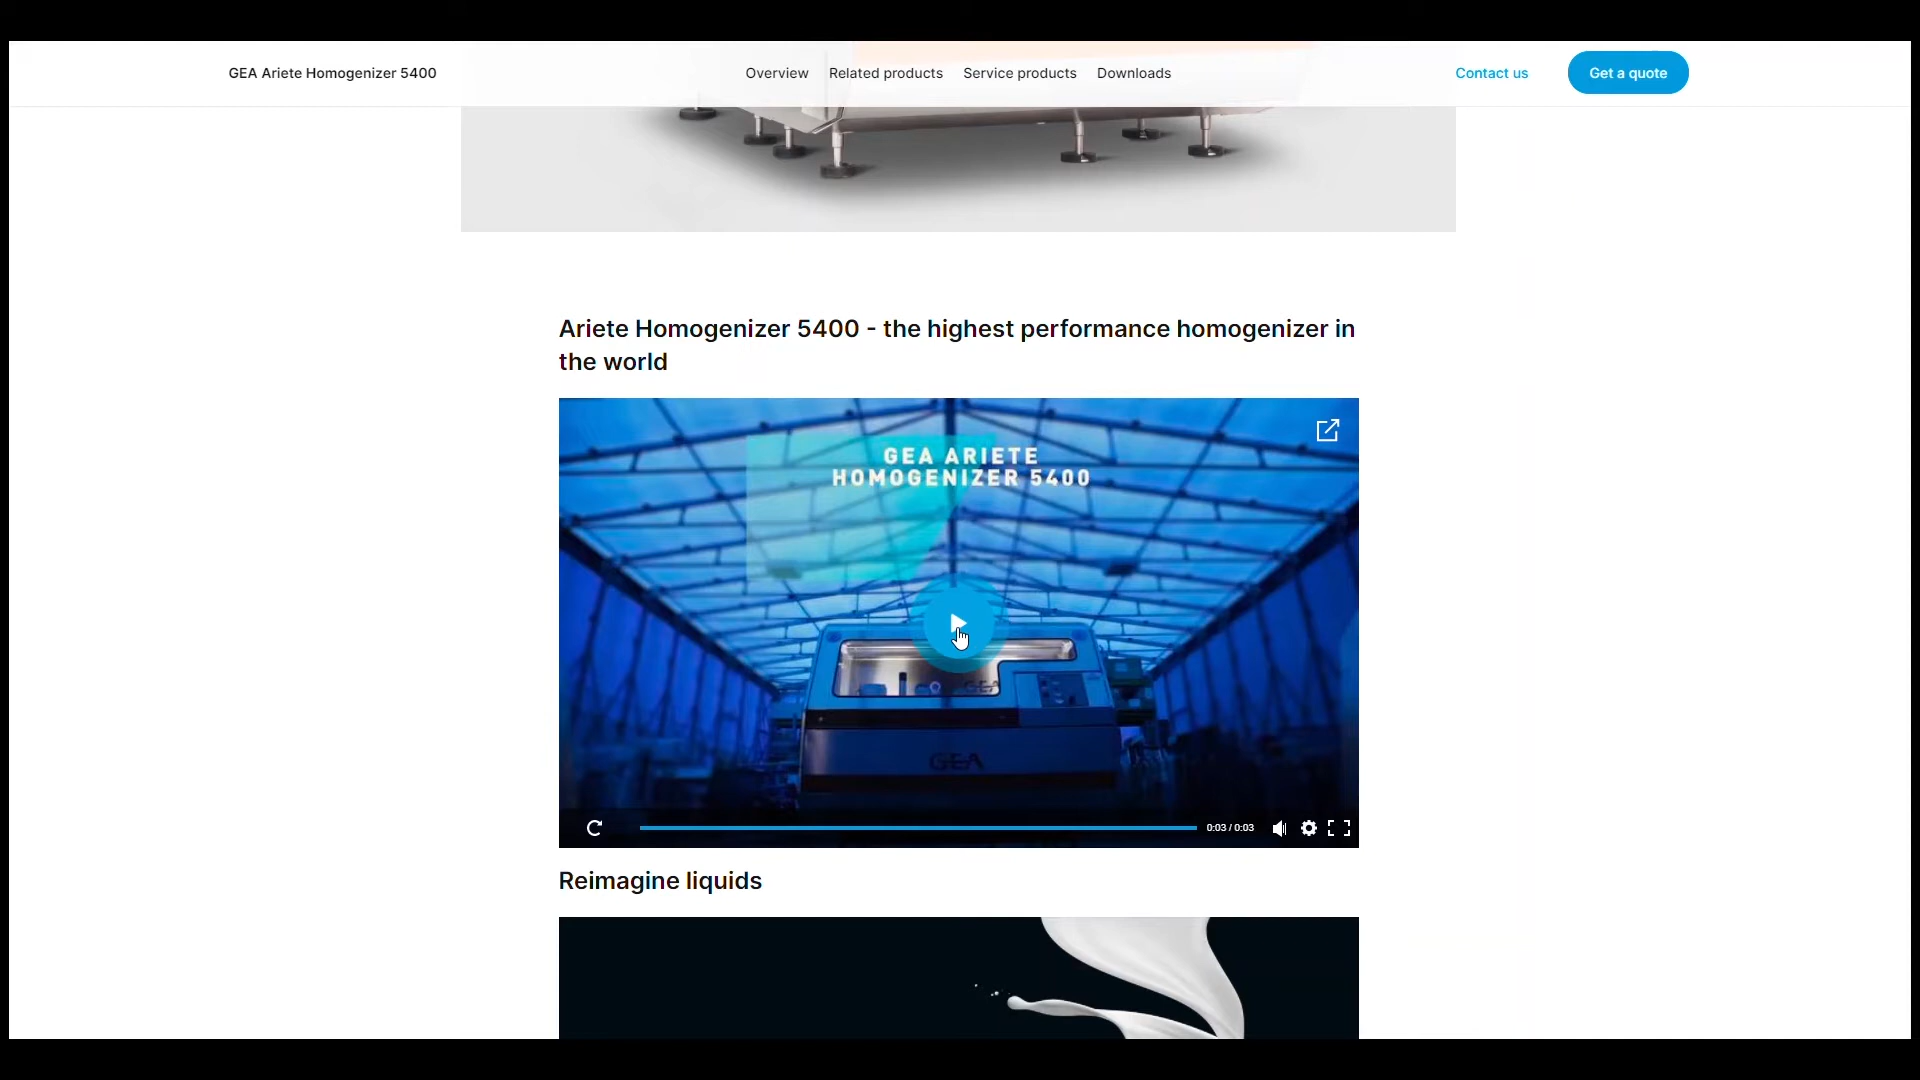 GEA Ariete Homogenizer 5400
Overview
Related products
Service products
Downloads
Contact us
Get a quote
Ariete Homogenizer 5400 - the highest performance homogenizer in
the world
GEA ARIETE
HOMOGENIZER 5400
GEA
GEA
0:03 / 0:03
Reimagine liquids